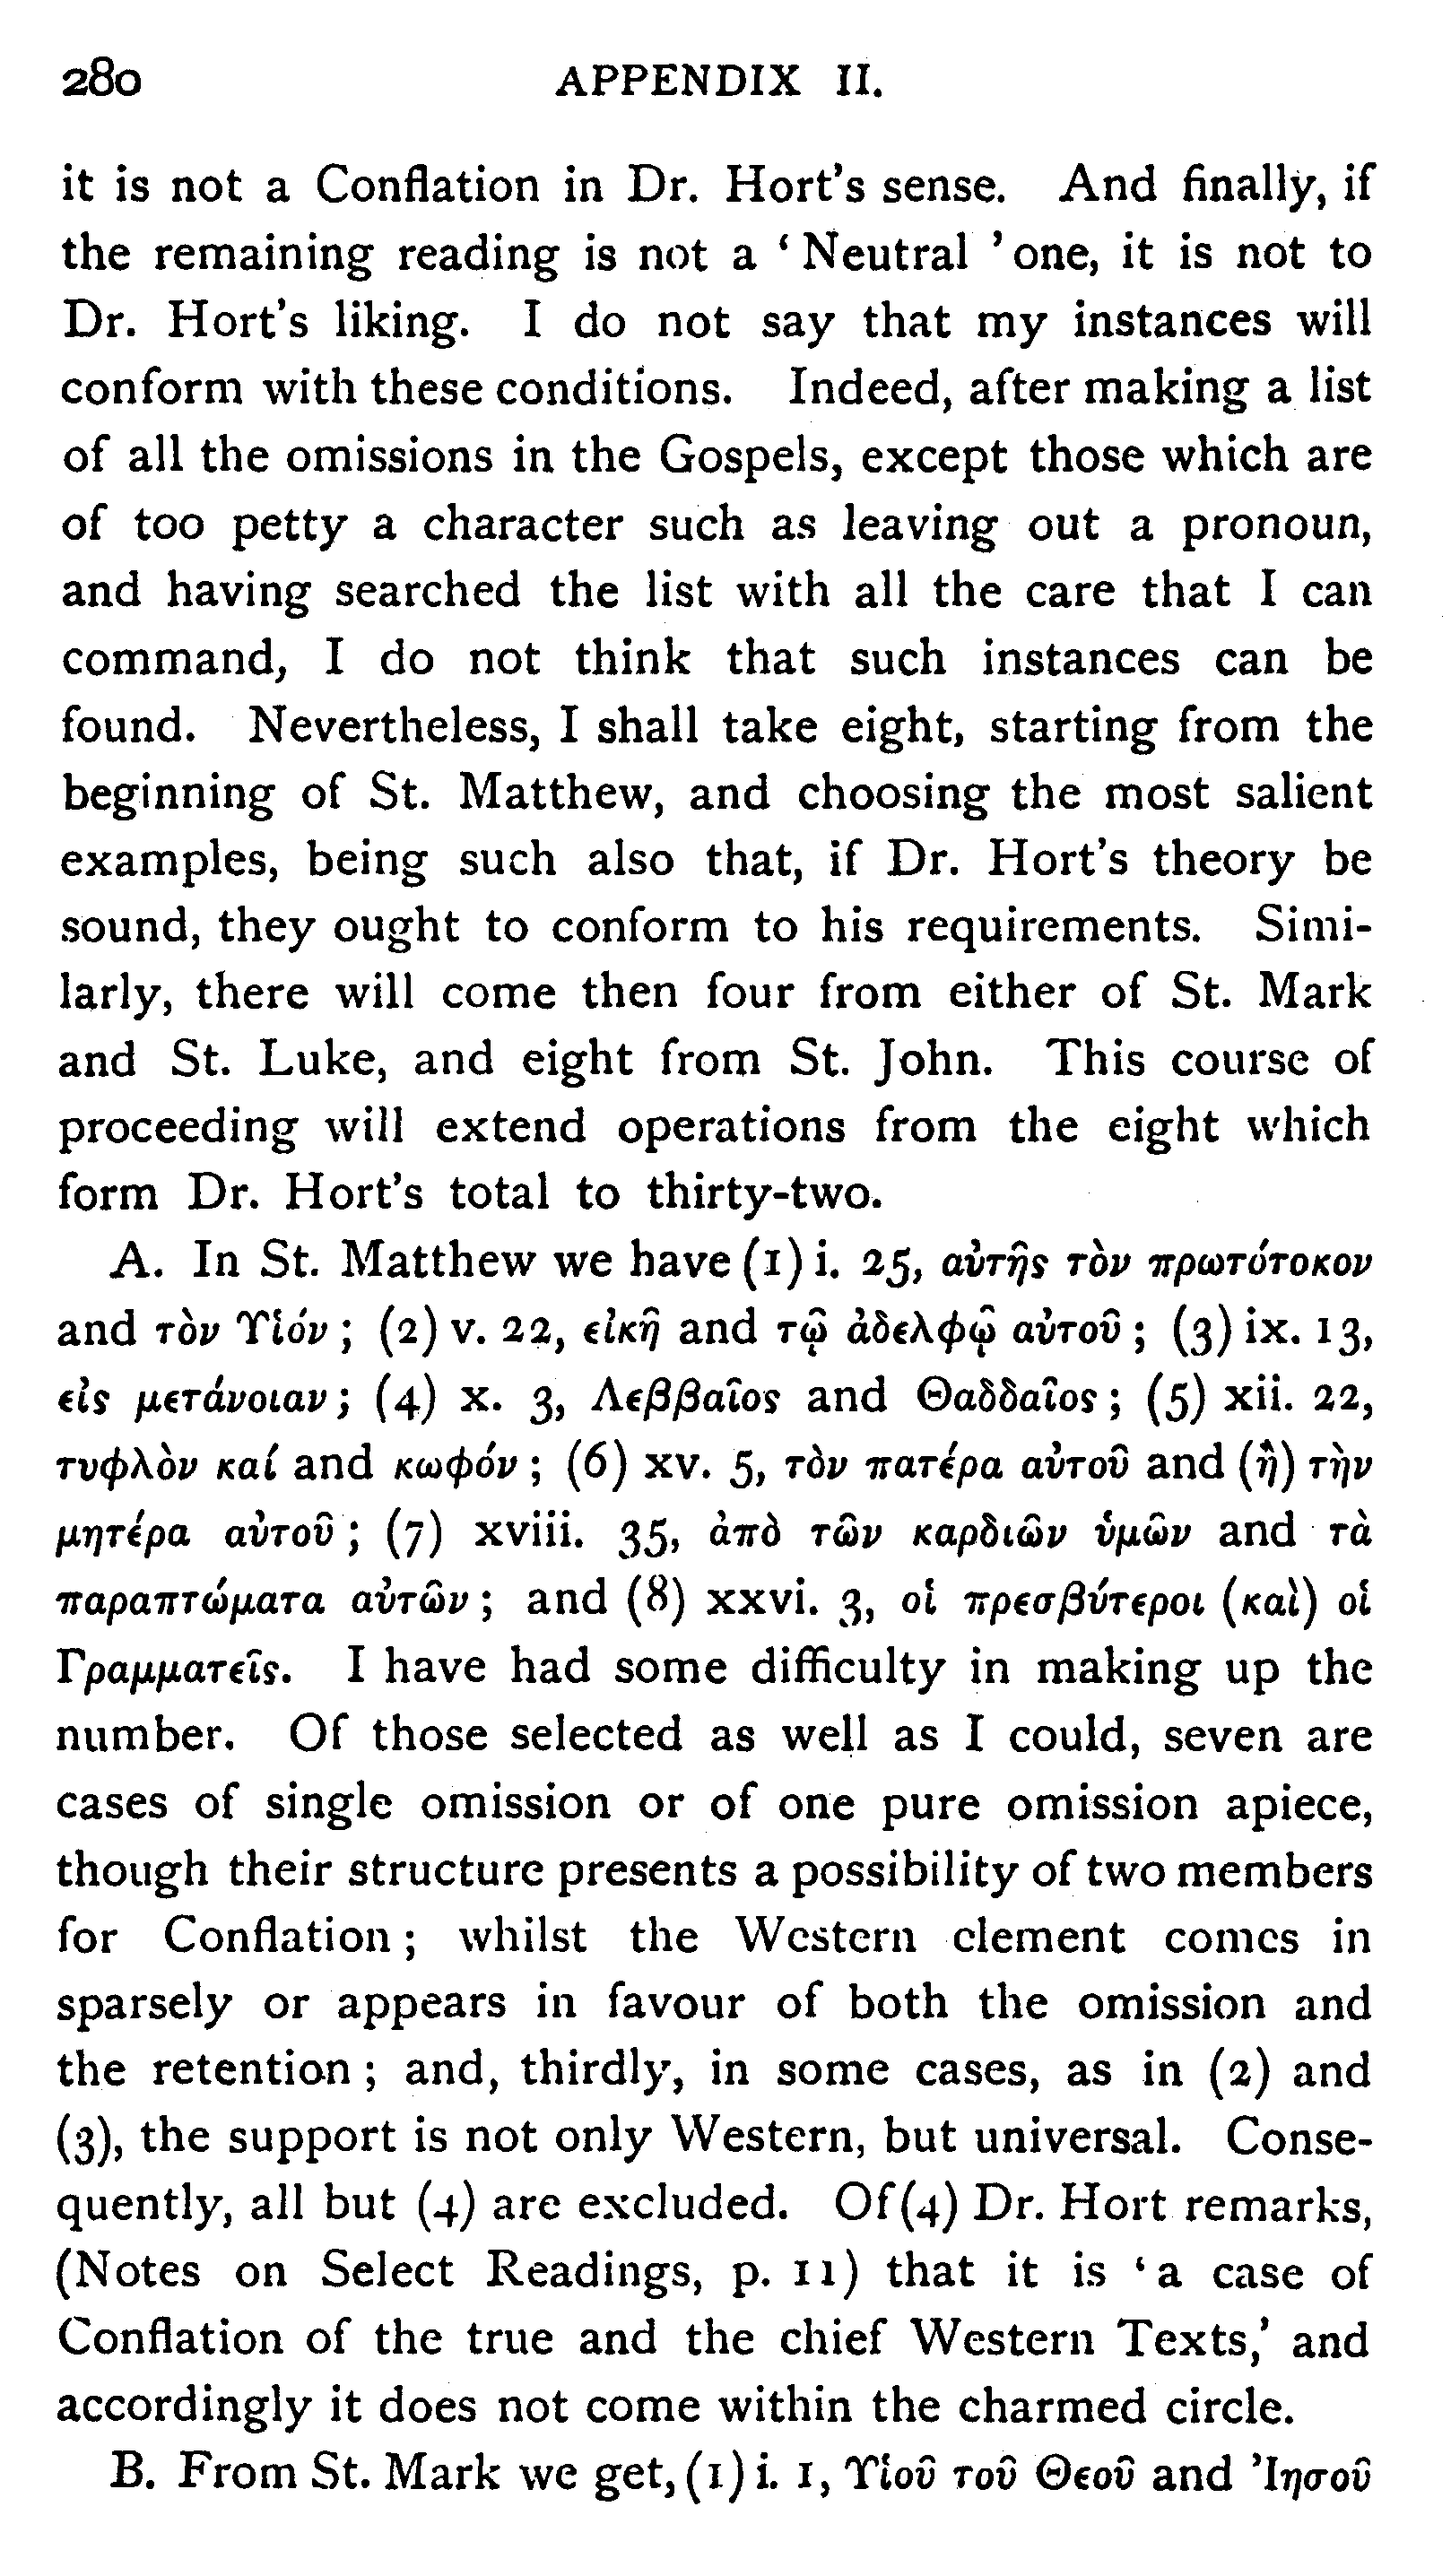 280 APPENDIX II.
it is not a Conflation in Dr. Hort's sense. And finally, if
the remaining reading is not a ‘ Neutral ’ one, it is not to
Dr. Hort's liking. I do not say that my instances will
conform with these conditions. Indeed, after making a list
of all the omissions in the Gospels, except those which are
of too petty a character such as leaving out a pronoun,
and having searched the list with all the care that I can
command, I do not think that such instances can be
found. Nevertheless, I shall take eight, starting from the
beginning of St. Matthew, and choosing the most salient
examples, being such also that, if Dr. Hort's theory be
sound, they ought to conform to his requirements. Simi-
larly, there will come then four from either of St. Mark
and St. Luke, and eight from St. John. This course of
proceeding will extend operations from the eight which
form Dr. Hort's total to thirty-two.
A. In St. Matthew we have (1) i. 25, αὐτῆς τὸν πρωτότοκον
and τὸν Υἱόν ; (2) v. 22, εἰκῆ and τῷ ἀδελφῷ αὐτοῦ ; (3) ix. 13,
εἰς μετάνοιαν ; (4) x. 3, Λεββαῖος and Θαδδαῖος ; (5) xii. 22,
τυφλὸν καί and κωφόν ; (6) xv. 5, τὸν πατέρα αὐτοῦ and (ἢ) τὴν
μητέρα αὐτοῦ ; (7) xviii. 35, ἀπὸ τῶν καρδιῶν ὑμῶν and τὰ
παραπτώματα αὐτῶν ; and (8) xxvi. 3, οἱ πρεσβύτεροι (καὶ) οἱ
Γραμματεῖς. I have had some difficulty in making up the
number. Of those selected as well as I could, seven are
cases of single omission or of one pure omission apiece,
though their structure presents a possibility of two members
for Conflation ; whilst the Western element comes in
sparsely or appears in favour of both the omission and
the retention ; and, thirdly, in some cases, as in (2) and
(3), the support is not only Western, but universal. Conse-
quently, all but (4) are excluded. Of (4) Dr. Hort remarks,
(Notes on Select Readings, p. 11) that it is ‘ a case of
Conflation of the true and the chief Western Texts,’ and
accordingly it does not come within the charmed circle.
B. From St. Mark we get, (1) i. 1, Υἱοῦ τοῦ Θεοῦ and Ἰησοῦ